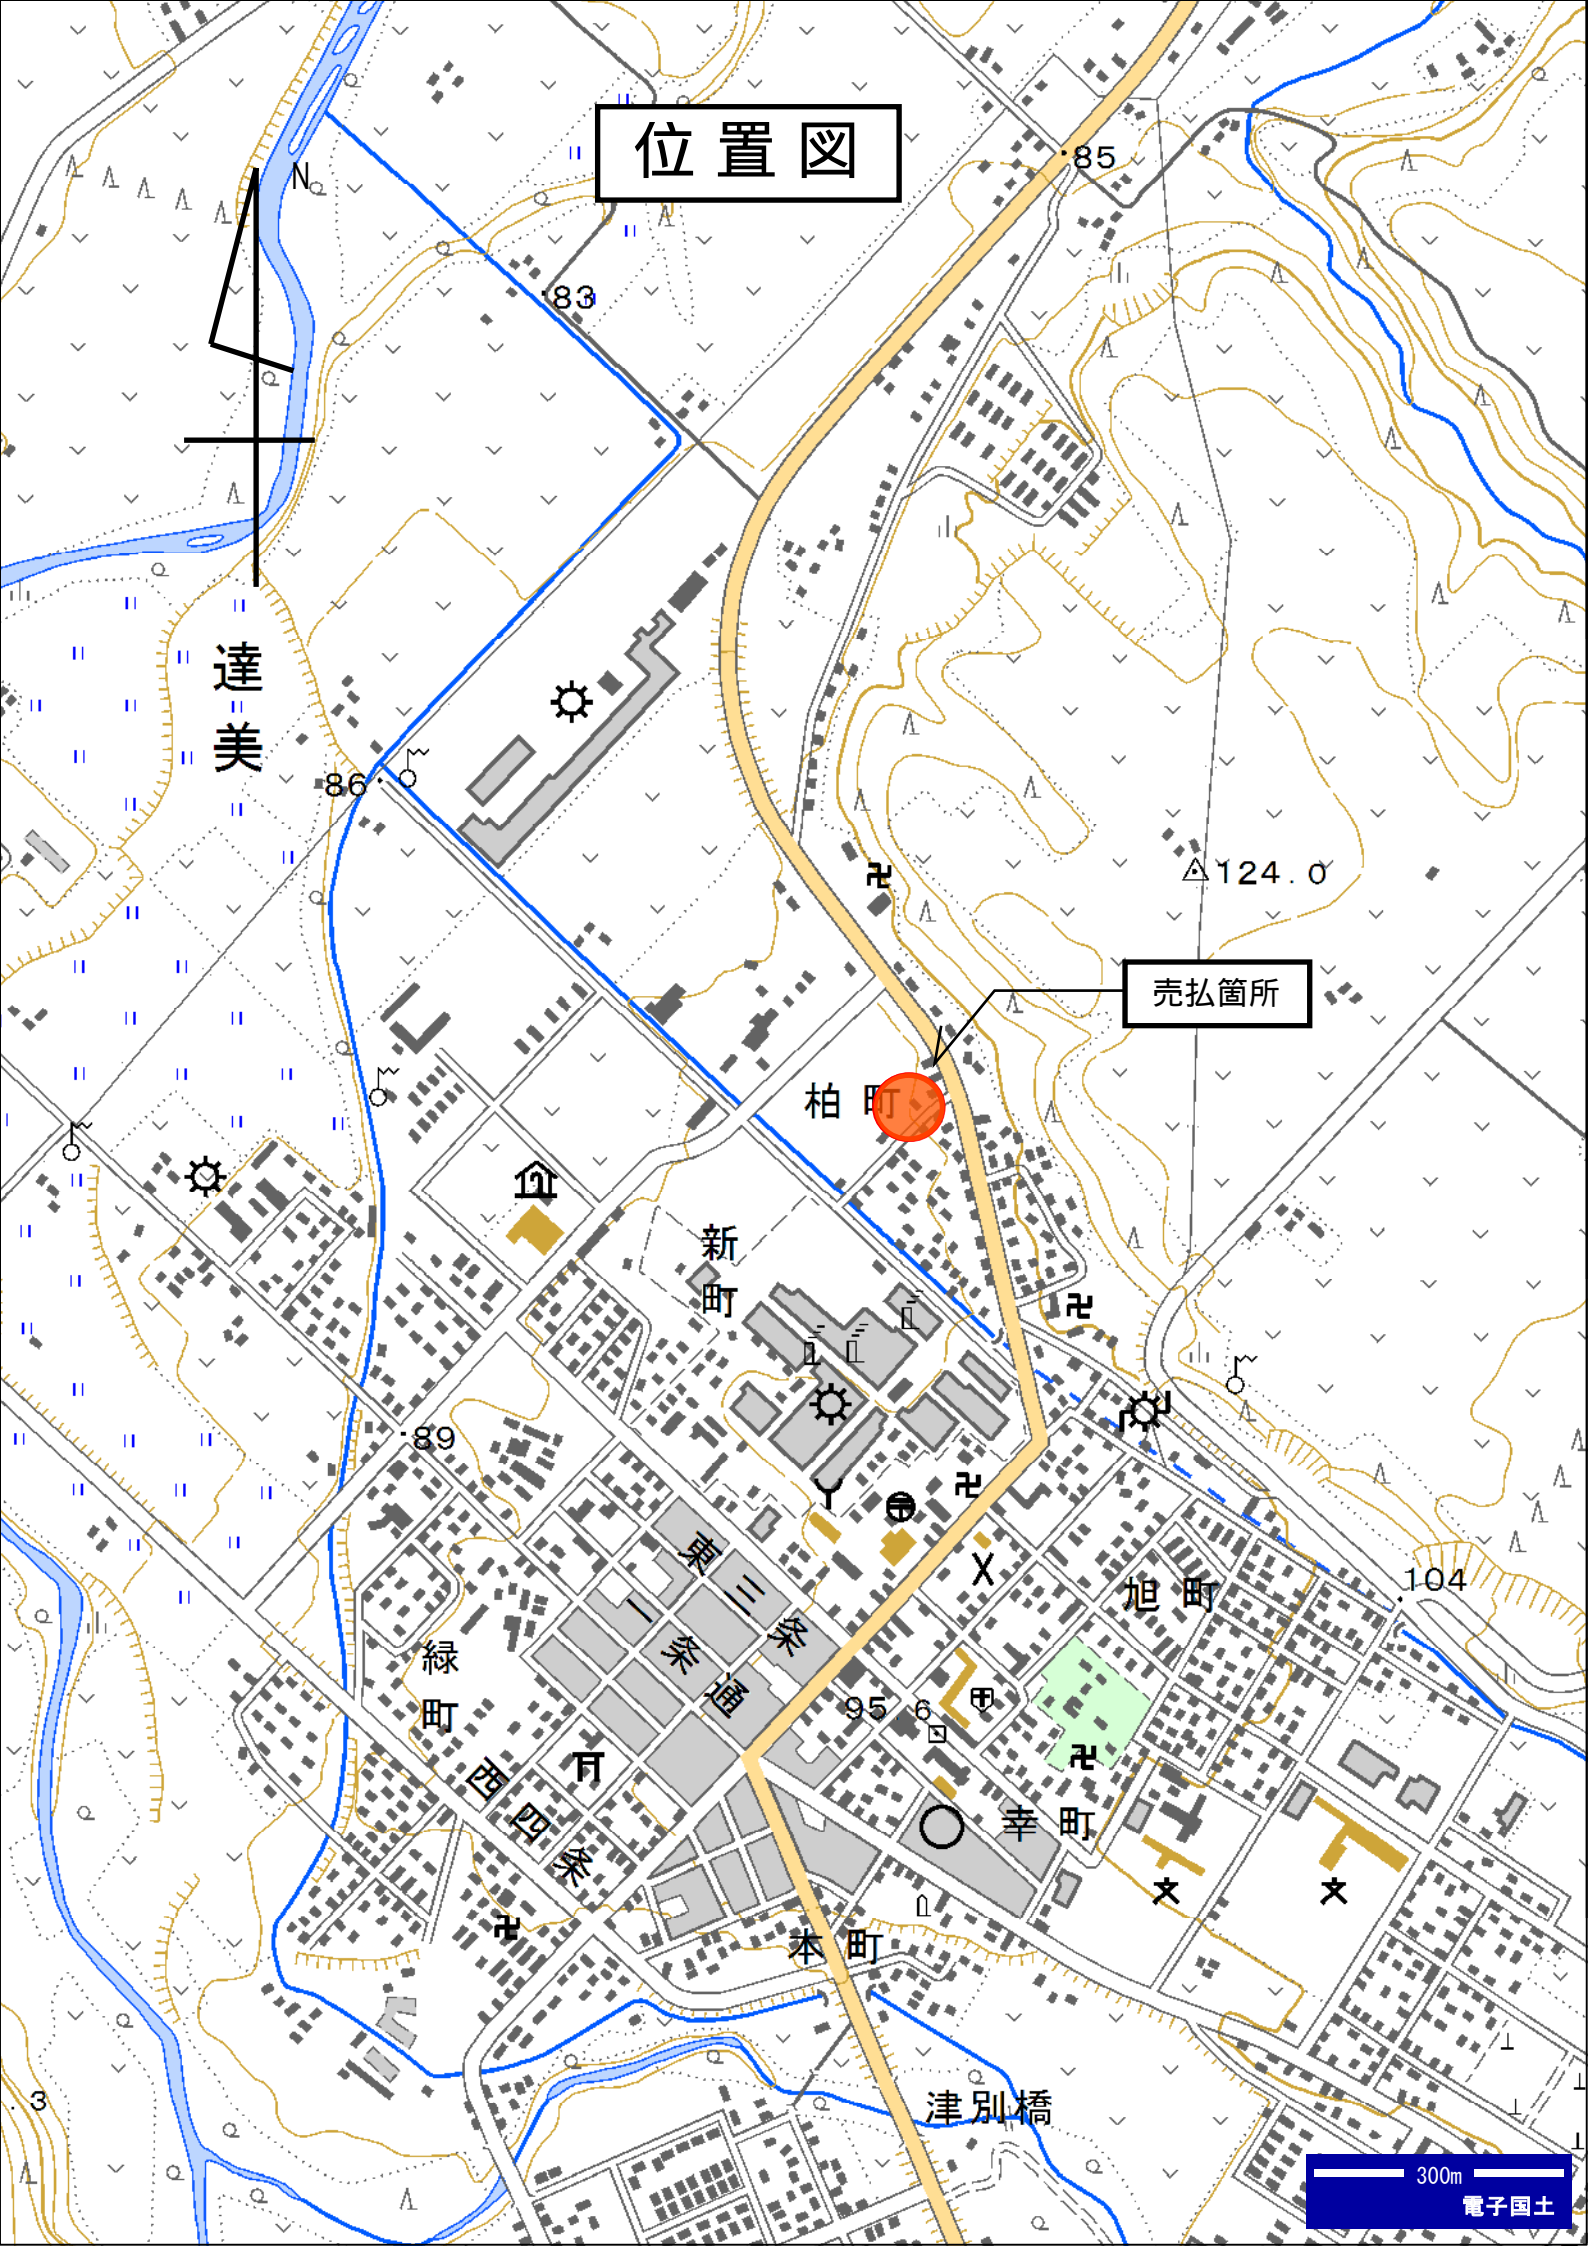 位置図
N
85
83
達美
86
124.0
売払箇所
柏町
新町
89
東三条
一条通
旭町
104
緑町
95.6
西四条
幸町
本町
.3
津別橋
300m
電子国土